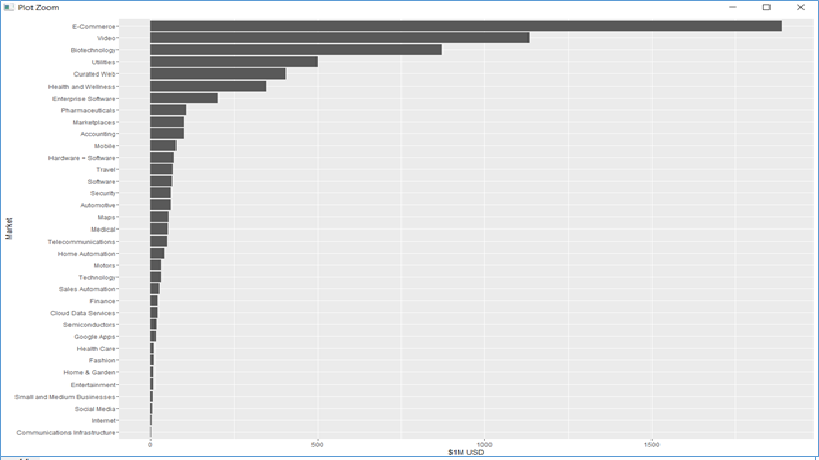 Plot Zoom
E-Commerce
Video
Biotechnology
Utilities
Curated Web
Health and Wellness
Enterprise Software
Pharmaceuticals
Marketplaces
Accounting
Mobile
Hardware + Software
Travel
Software
Security
Automotive
Maps
Medical
Telecommunications
Home Automation
Motors
Technology
Sales Automation
Finance
Cloud Data Services
Semiconductors
Google Apps
Health Care
Fashion
Home & Garden
Entertainment
Small and Medium Businesses
Social Media
Internet
Communications Infrastructure
Market
0 500 1000 1500
$1M USD